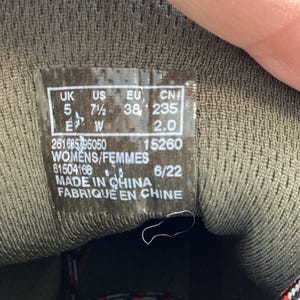 UK US EU CN
5 7½ 38 235
E W 2.0
15260
WOMENS/FEMMES
6/22
MADE IN CHINA
FABRIQUE EN CHINE